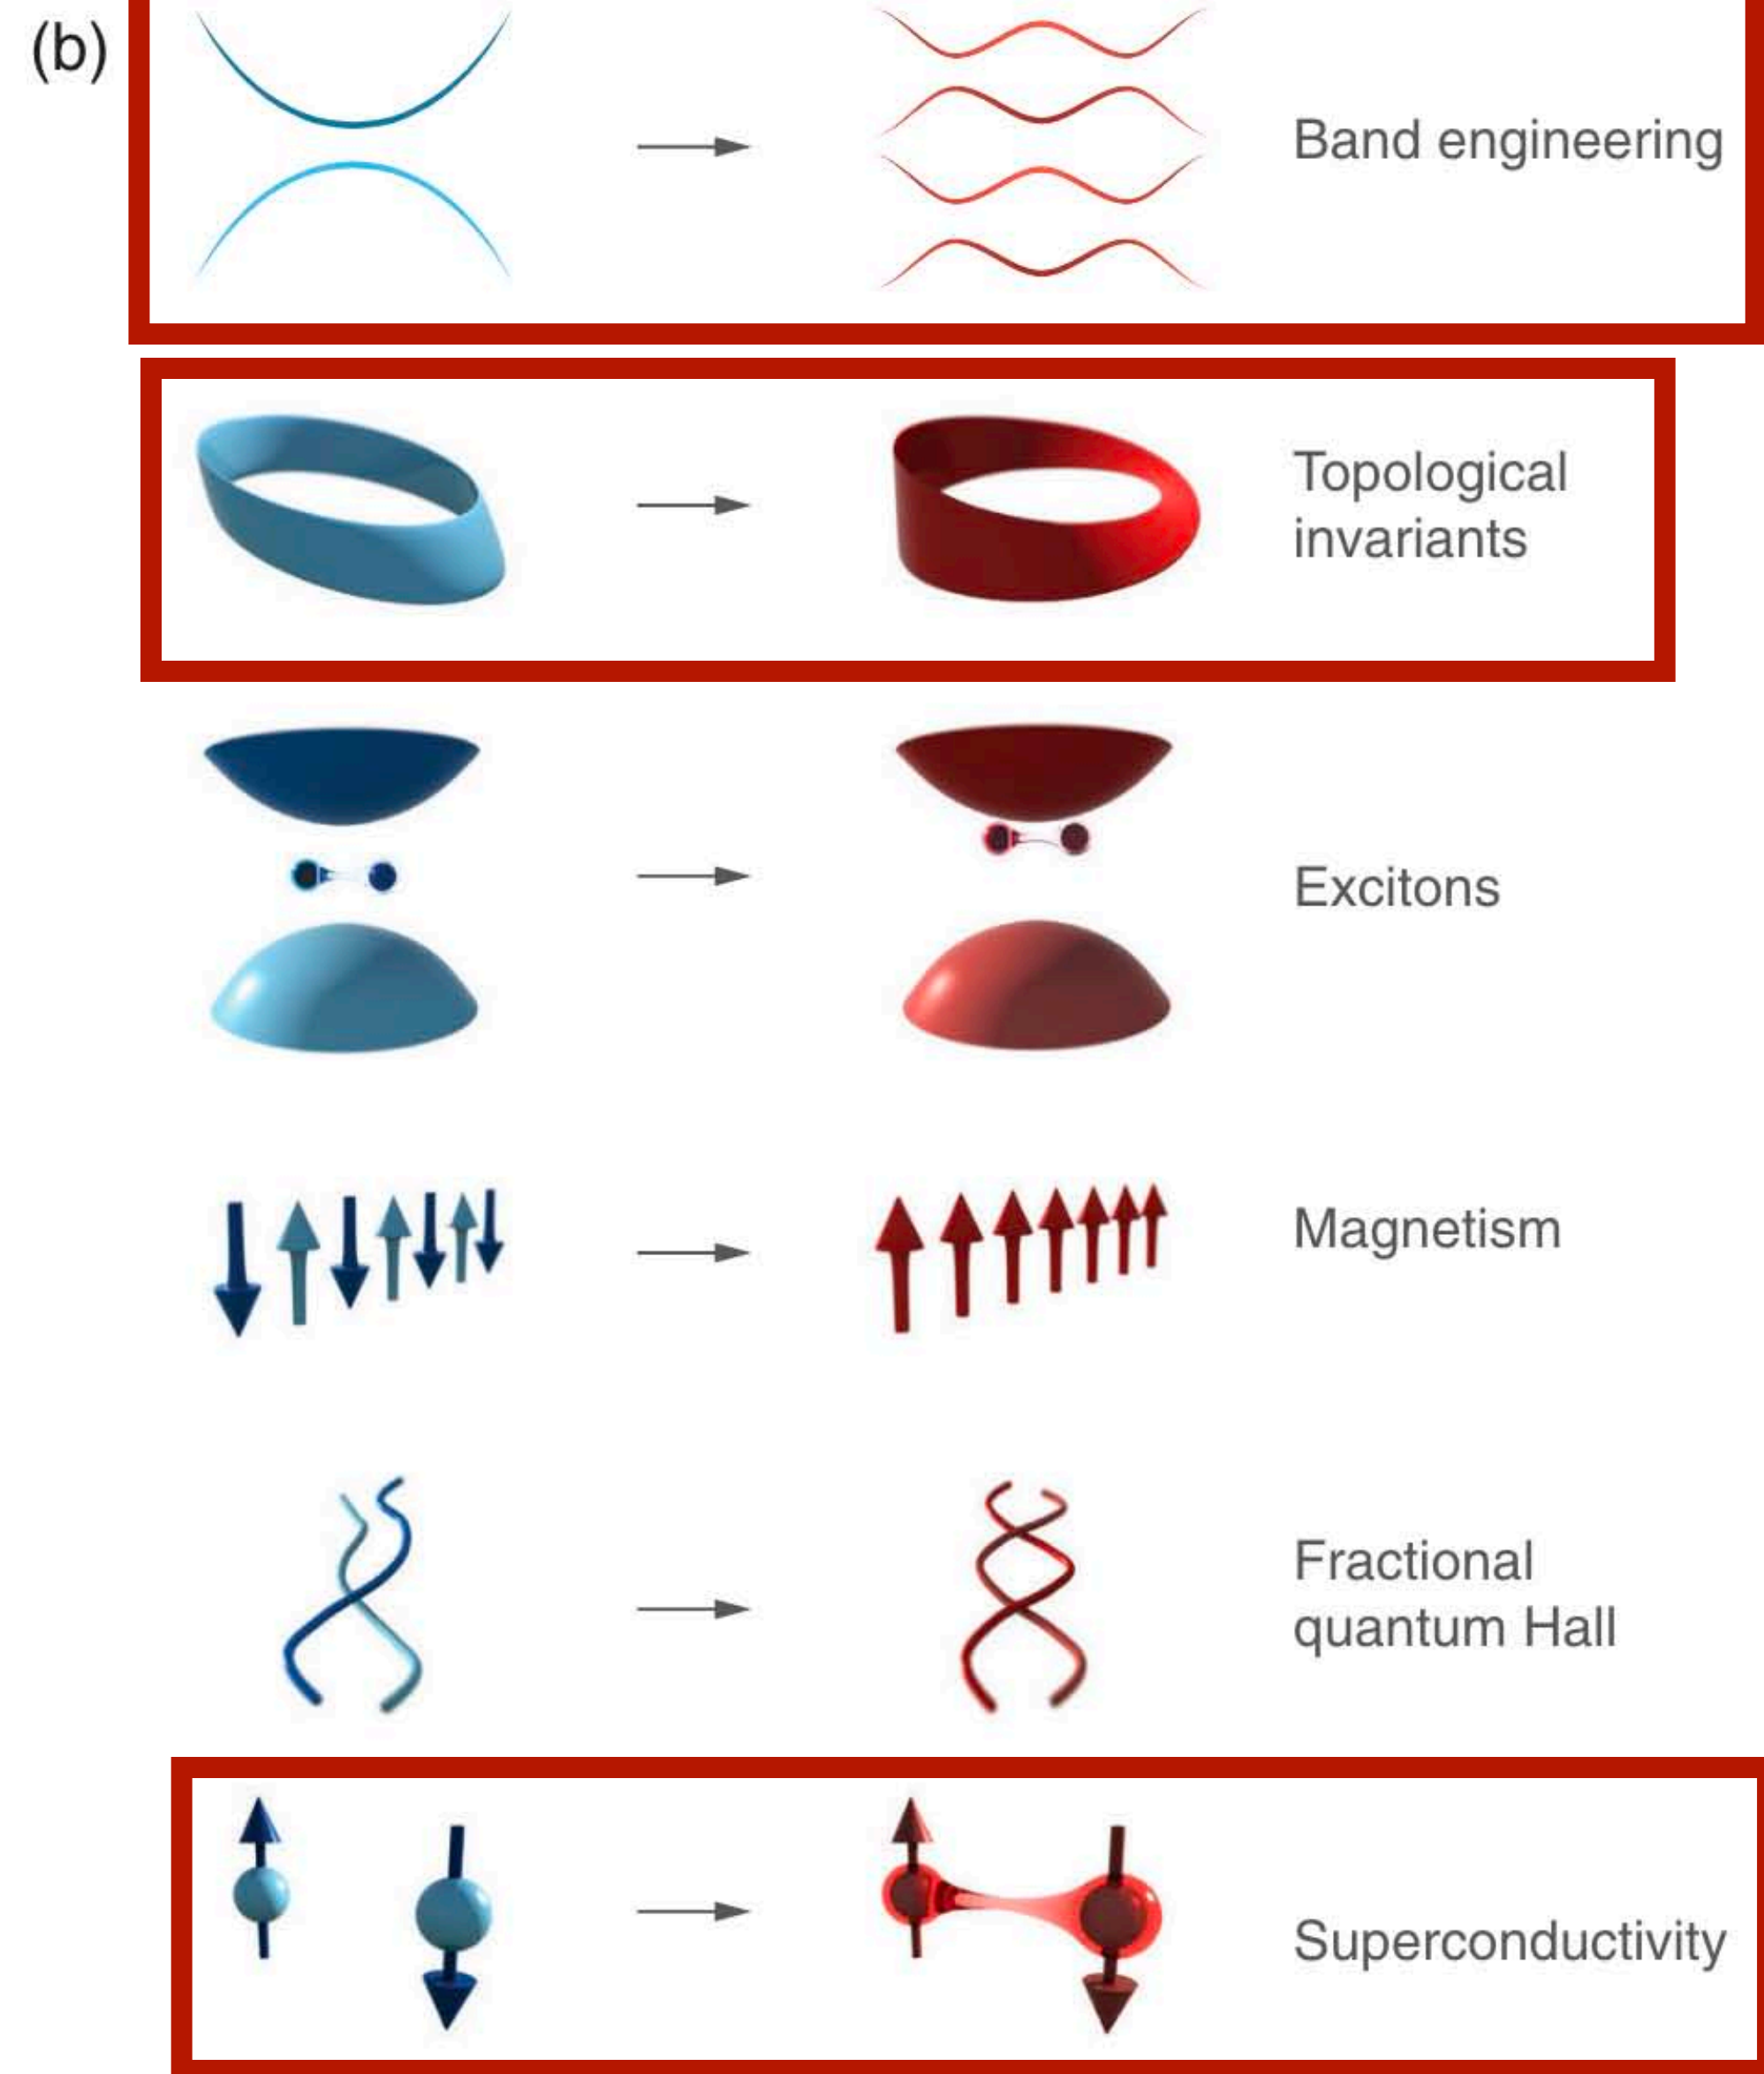 (b)
Band engineering
Topological
invariants
Excitons
Magnetism
Fractional
quantum Hall
Superconductivity